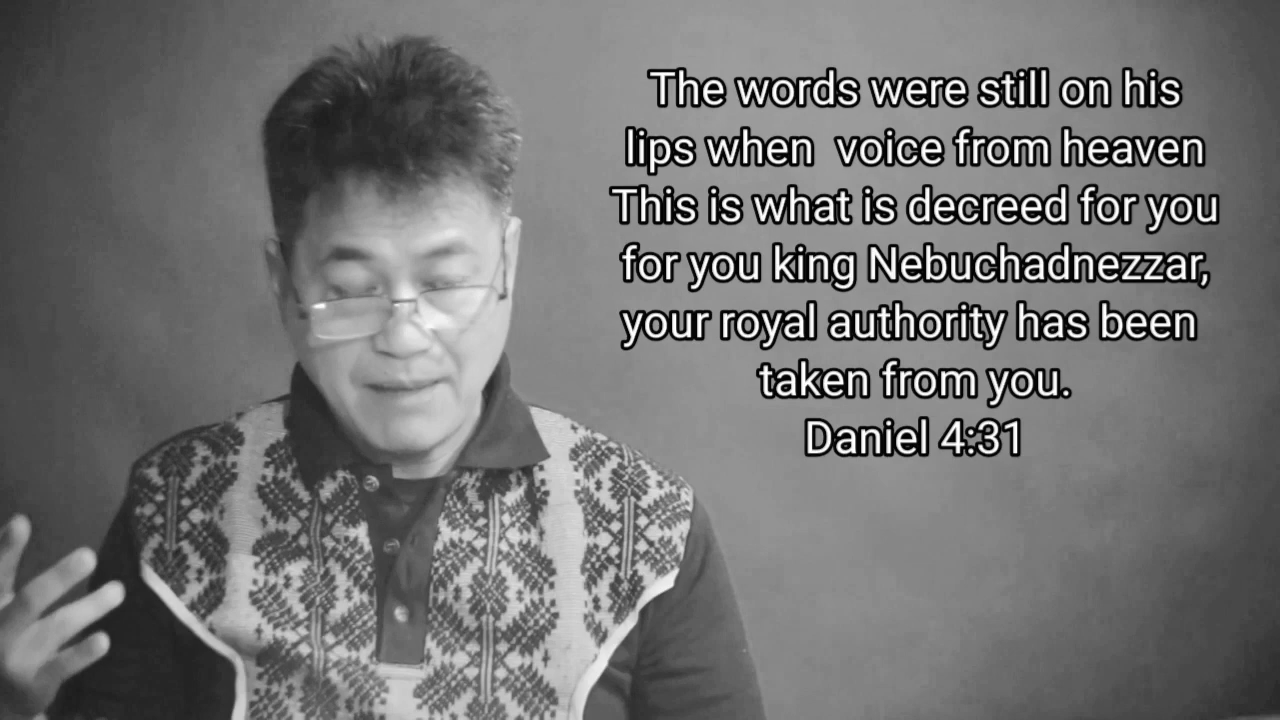 The words were still on his
lips when  voice from heaven
This is what is decreed for you
for you king Nebuchadnezzar,
your royal authority has been
taken from you.
Daniel 4:31